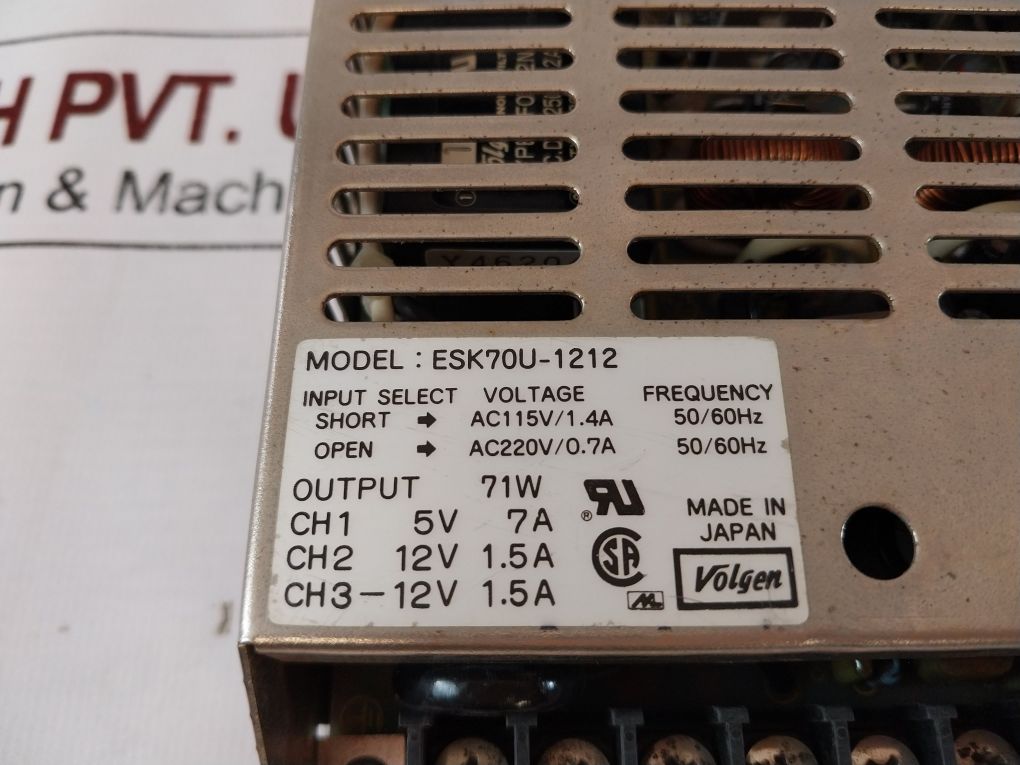 H PVT. U
n & Mach
X4620
MODEL : ESK70U-1212
INPUT SELECT VOLTAGE FREQUENCY
SHORT ➡ AC115V/1.4A 50/60Hz
OPEN ➡ AC220V/0.7A 50/60Hz
OUTPUT 71W
CH1 5V 7A
CH2 12V 1.5A
CH3 -12V 1.5A
®
SA
MADE IN
JAPAN
Volgen